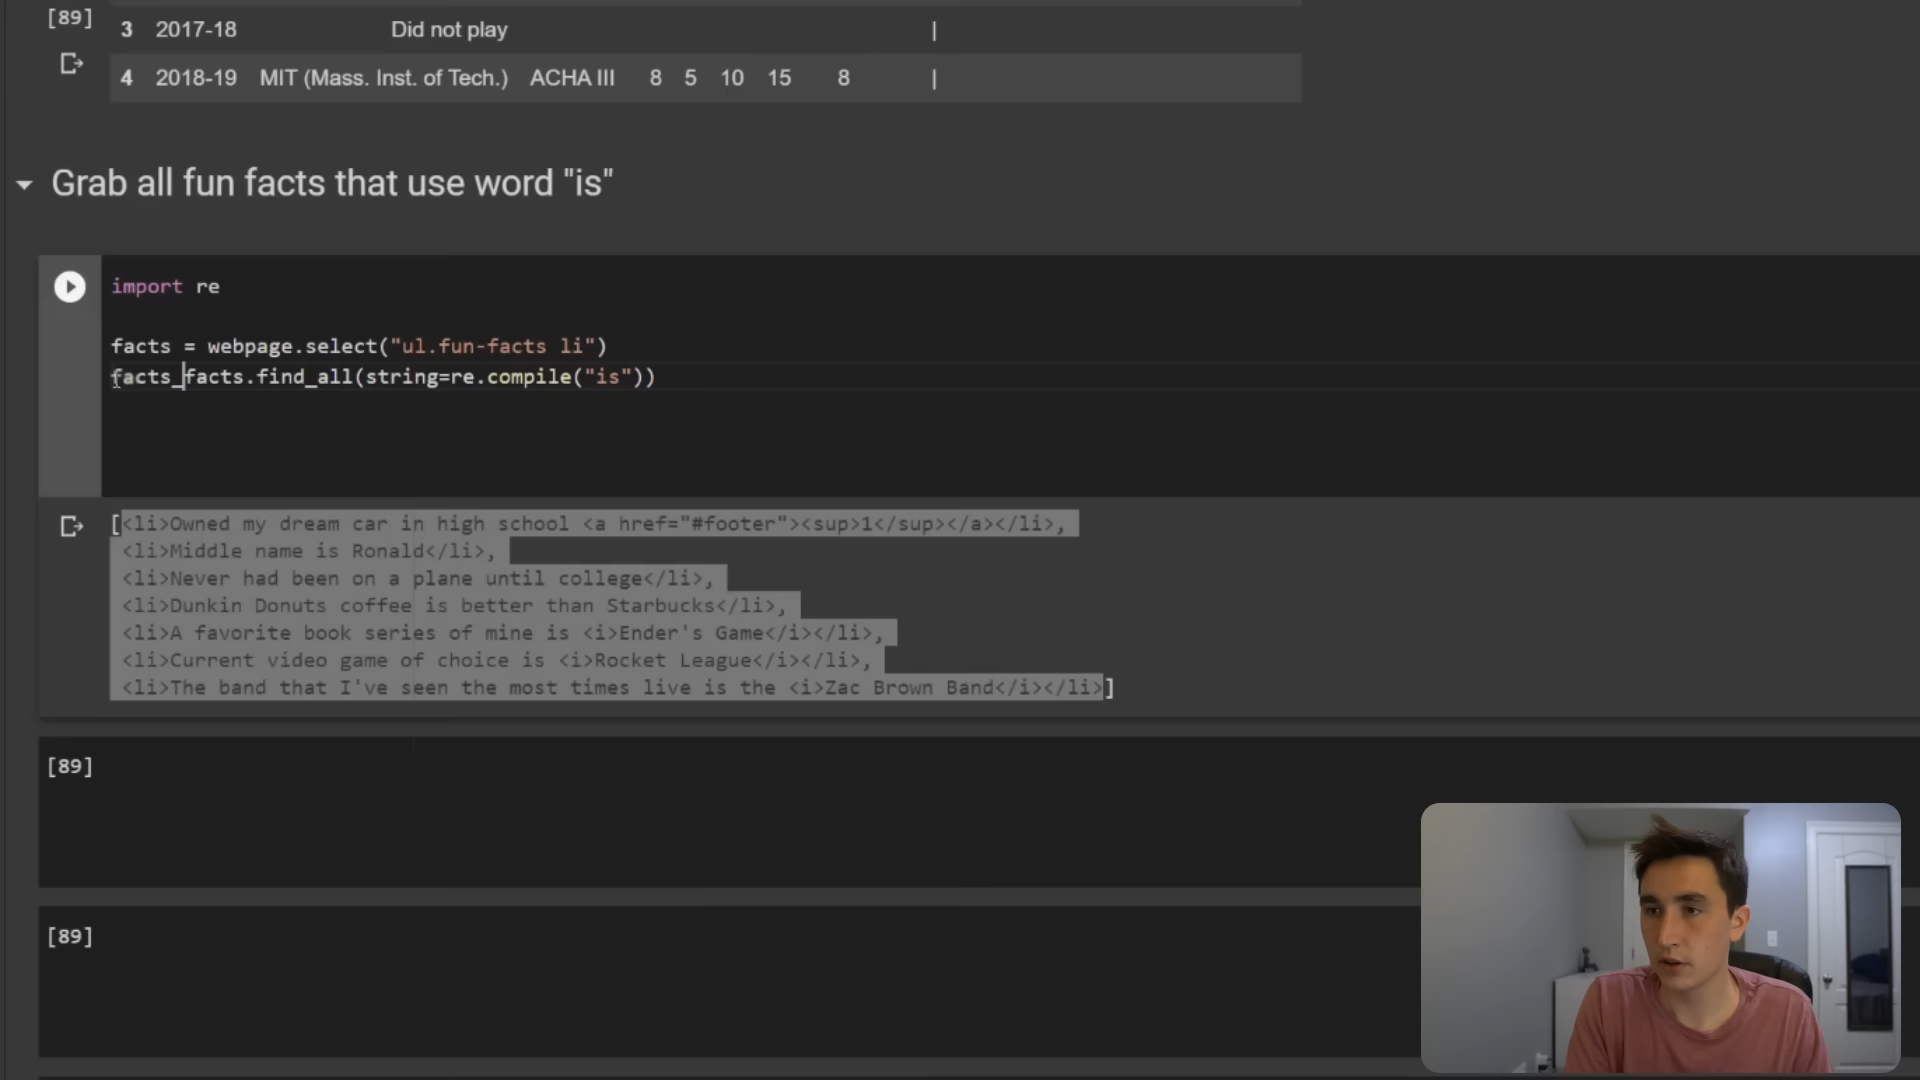 [89]
3 2017-18 Did not play |
4 2018-19 MIT (Mass. Inst. of Tech.) ACHA III 8 5 10 15 8 |
Grab all fun facts that use word "is"
import re
facts = webpage.select("ul.fun-facts li")
facts_facts.find_all(string=re.compile("is"))
[<li>Owned my dream car in high school <a href="#footer"><sup>1</sup></a></li>,
<li>Middle name is Ronald</li>,
<li>Never had been on a plane until college</li>,
<li>Dunkin Donuts coffee is better than Starbucks</li>,
<li>A favorite book series of mine is <i>Ender's Game</i></li>,
<li>Current video game of choice is <i>Rocket League</i></li>,
<li>The band that I've seen the most times live is the <i>Zac Brown Band</i></li>]
[89]
[89]